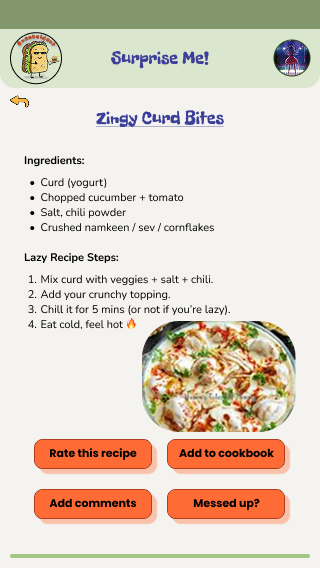 Surprise Me!
Zingy Curd Bites
Ingredients:
• Curd (yogurt)
• Chopped cucumber + tomato
• Salt, chili powder
• Crushed namkeen / sev / cornflakes
Lazy Recipe Steps:
1. Mix curd with veggies + salt + chili.
2. Add your crunchy topping.
3. Chill it for 5 mins (or not if you're lazy).
4. Eat cold, feel hot 🔥
Rate this recipe
Add to cookbook
Add comments
Messed up?